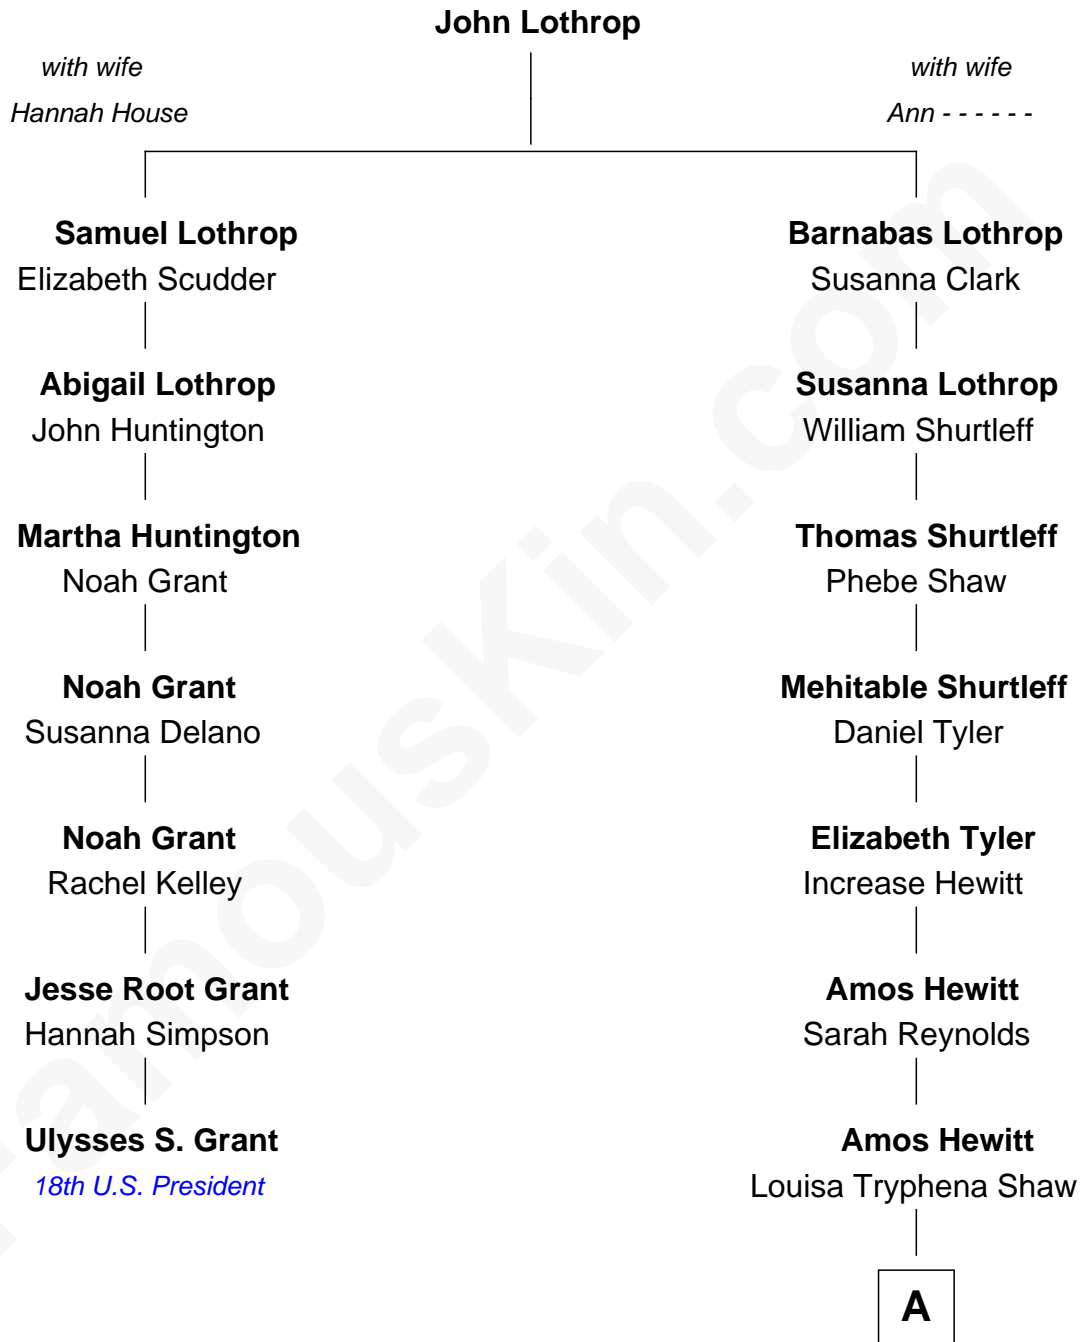 John Lothrop
with wife
Hannah House
with wife
Ann - - - - - -
Samuel Lothrop
Elizabeth Scudder
Barnabas Lothrop
Susanna Clark
Abigail Lothrop
John Huntington
Susanna Lothrop
William Shurtleff
Martha Huntington
Noah Grant
Thomas Shurtleff
Phebe Shaw
Noah Grant
Susanna Delano
Mehitable Shurtleff
Daniel Tyler
Noah Grant
Rachel Kelley
Elizabeth Tyler
Increase Hewitt
Jesse Root Grant
Hannah Simpson
Amos Hewitt
Sarah Reynolds
Ulysses S. Grant
18th U.S. President
Amos Hewitt
Louisa Tryphena Shaw
A
FamousKin.com